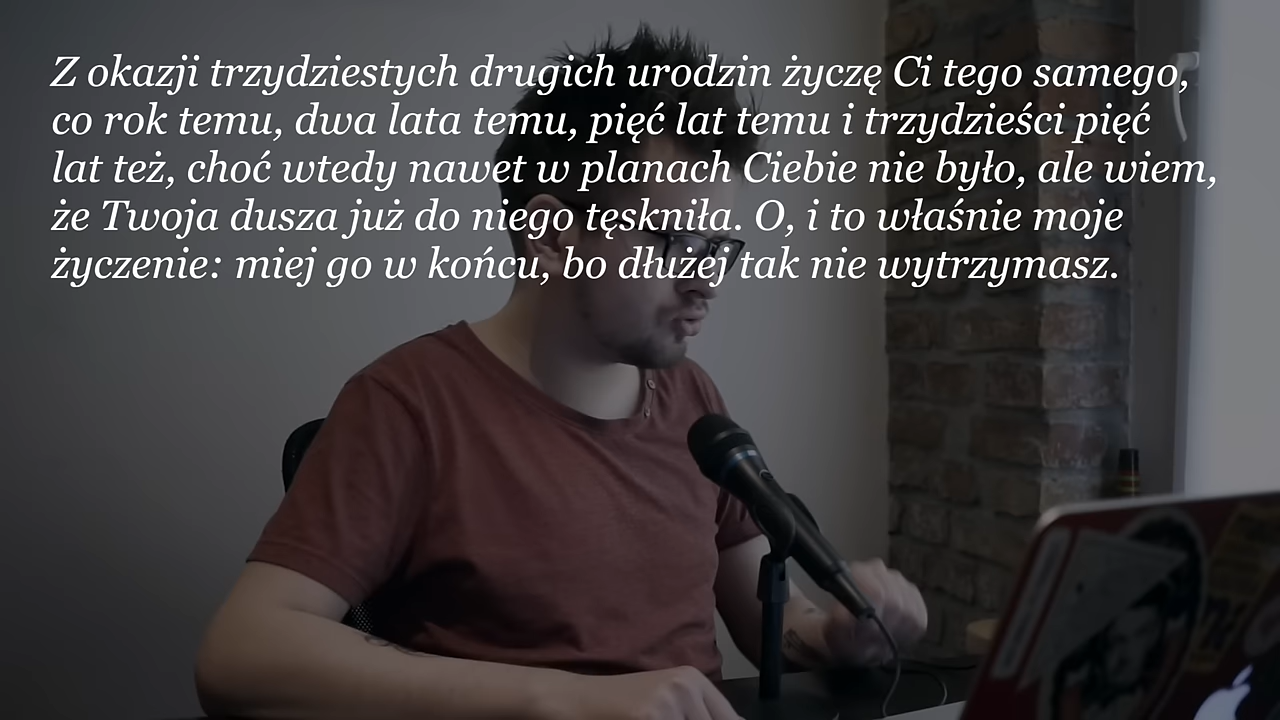 Z okazji trzydziestych drugich urodzin życzę Ci tego samego,
co rok temu, dwa lata temu, pięć lat temu i trzydzieści pięć
lat też, choć wtedy nawet w planach Ciebie nie było, ale wiem,
że Twoja dusza już do niego tęskniła. O, i to właśnie moje
życzenie: miej go w końcu, bo dłużej tak nie wytrzymasz.